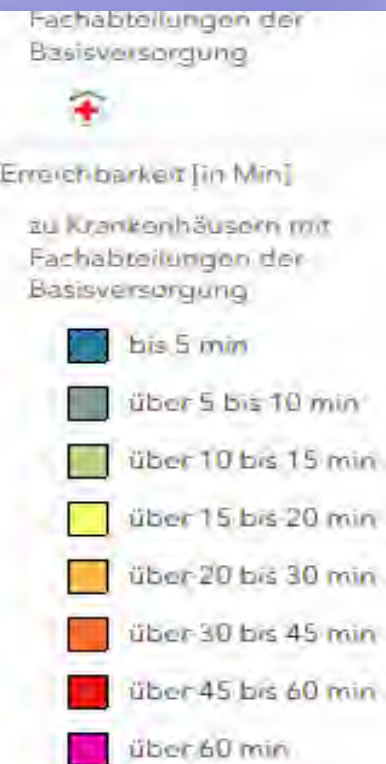 Fachabteilungen der
Basisversorgung
Erreichbarkeit [in Min]
zu Krankenhäusern mit
Fachabteilungen der
Basisversorgung
bis 5 min
über 5 bis 10 min
über 10 bis 15 min
über 15 bis 20 min
über 20 bis 30 min
über 30 bis 45 min
über 45 bis 60 min
über 60 min